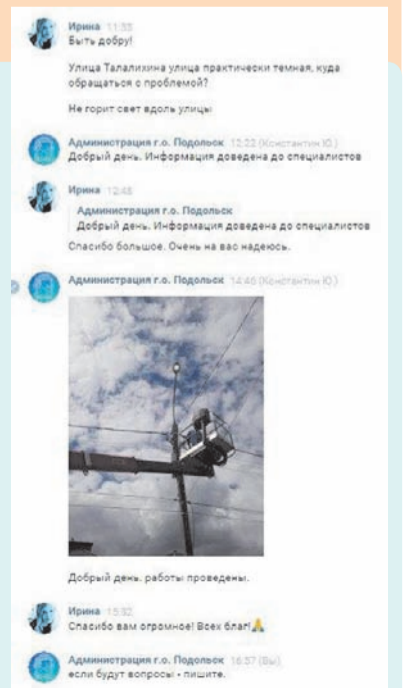 Ирина 11:33
Быть добру!
Улица Талалихина улица практически темная, куда
обращаться с проблемой?
Не горит свет вдоль улицы
Администрация г.о. Подольск 12:22 (Константин Ю.)
Добрый день. Информация доведена до специалистов
Ирина 12:48
Администрация г.о. Подольск
Добрый день. Информация доведена до специалистов
Спасибо большое. Очень на вас надеюсь.
Администрация г.о. Подольск 14:46 (Константин Ю.)
Добрый день. работы проведены.
Ирина 15:32
Спасибо вам огромное! Всех благ!🙏
Администрация г.о. Подольск 16:57 (Вы)
если будут вопросы - пишите.